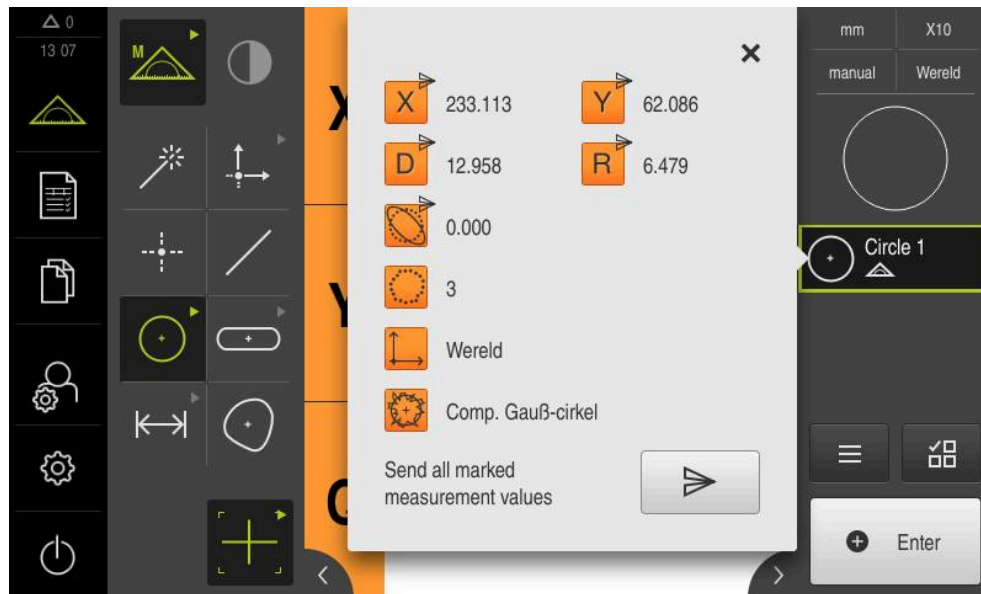 0
13 07
M
X
Y
Q
X 233.113
Y 62.086
D 12.958
R 6.479
0.000
3
Wereld
Comp. Gauß-cirkel
Send all marked
measurement values
mm
X10
manual
Wereld
Circle 1
Enter